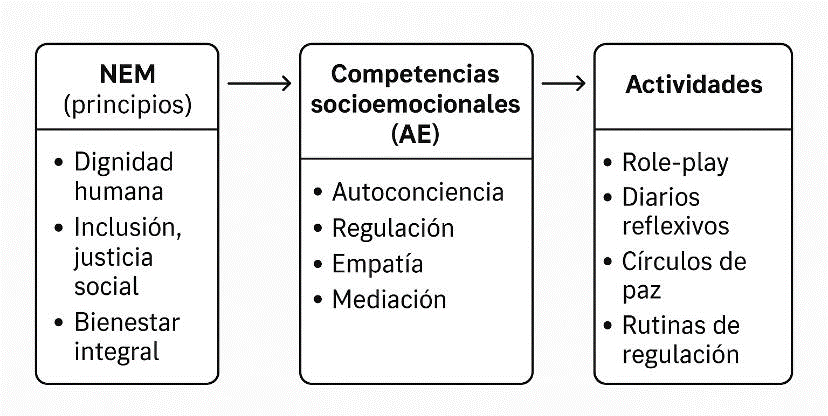 NEM
(principios)
• Dignidad
humana
• Inclusión,
justicia
social
• Bienestar
integral
Competencias
socioemocionales
(AE)
• Autoconciencia
• Regulación
• Empatía
• Mediación
Actividades
• Role-play
• Diarios
reflexivos
• Círculos de
paz
• Rutinas de
regulación